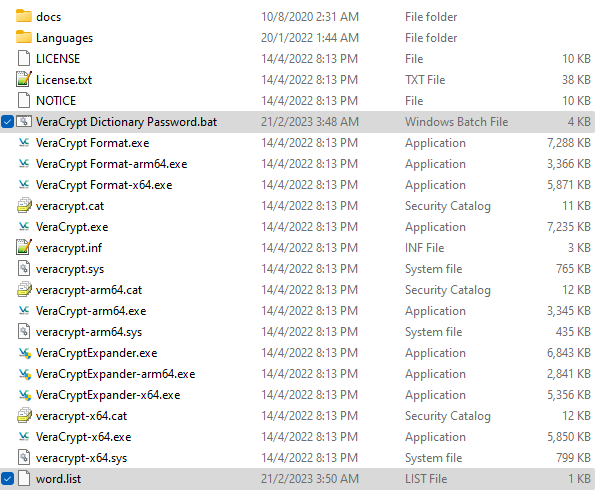 docs 10/8/2020 2:31 AM File folder
Languages 20/1/2022 1:44 AM File folder
LICENSE 14/4/2022 8:13 PM File 10 KB
License.txt 14/4/2022 8:13 PM TXT File 38 KB
NOTICE 14/4/2022 8:13 PM File 10 KB
VeraCrypt Dictionary Password.bat 21/2/2023 3:48 AM Windows Batch File 4 KB
VeraCrypt Format.exe 14/4/2022 8:13 PM Application 7,288 KB
VeraCrypt Format-arm64.exe 14/4/2022 8:13 PM Application 3,366 KB
VeraCrypt Format-x64.exe 14/4/2022 8:13 PM Application 5,871 KB
veracrypt.cat 14/4/2022 8:13 PM Security Catalog 11 KB
VeraCrypt.exe 14/4/2022 8:13 PM Application 7,235 KB
veracrypt.inf 14/4/2022 8:13 PM INF File 3 KB
veracrypt.sys 14/4/2022 8:13 PM System file 765 KB
veracrypt-arm64.cat 14/4/2022 8:13 PM Security Catalog 12 KB
VeraCrypt-arm64.exe 14/4/2022 8:13 PM Application 3,345 KB
veracrypt-arm64.sys 14/4/2022 8:13 PM System file 435 KB
VeraCryptExpander.exe 14/4/2022 8:13 PM Application 6,843 KB
VeraCryptExpander-arm64.exe 14/4/2022 8:13 PM Application 2,841 KB
VeraCryptExpander-x64.exe 14/4/2022 8:13 PM Application 5,356 KB
veracrypt-x64.cat 14/4/2022 8:13 PM Security Catalog 12 KB
VeraCrypt-x64.exe 14/4/2022 8:13 PM Application 5,850 KB
veracrypt-x64.sys 14/4/2022 8:13 PM System file 799 KB
word.list 21/2/2023 3:50 AM LIST File 1 KB